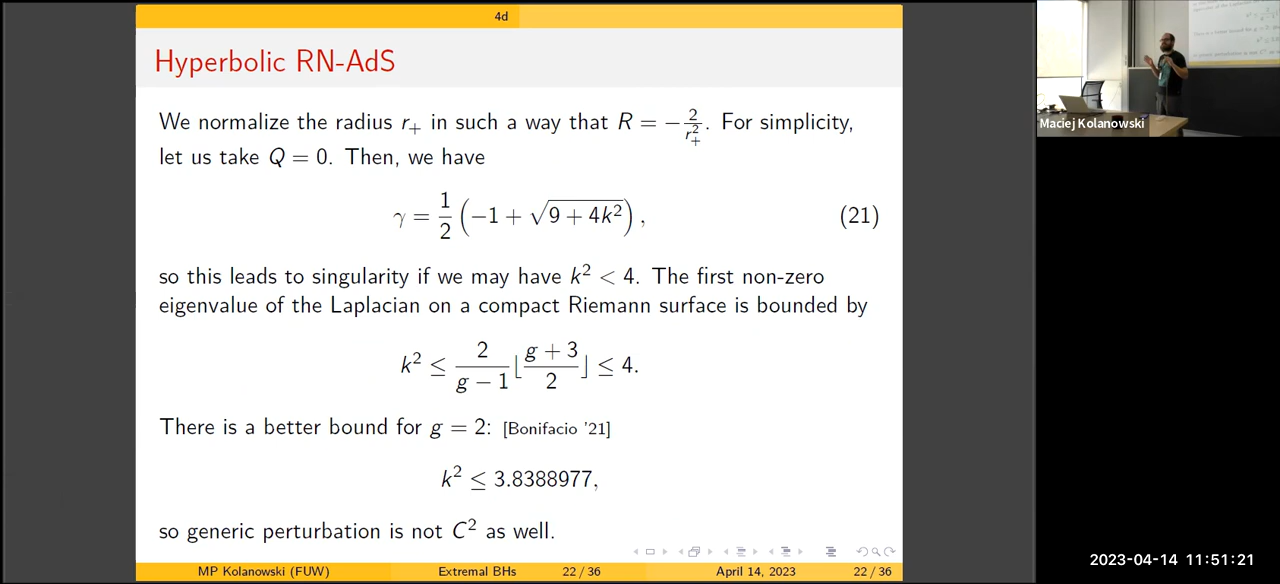 4d
Hyperbolic RN-AdS
We normalize the radius r₊ in such a way that R = −2/r₊². For simplicity,
let us take Q = 0. Then, we have
γ = 1/2 (−1 + √(9 + 4k²)), (21)
so this leads to singularity if we may have k² < 4. The first non-zero
eigenvalue of the Laplacian on a compact Riemann surface is bounded by
k² ≤ 2/(g − 1) ⌊(g + 3)/2⌋ ≤ 4.
There is a better bound for g = 2: [Bonifacio '21]
k² ≤ 3.8388977,
so generic perturbation is not C² as well.
MP Kolanowski (FUW) Extremal BHs 22 / 36 April 14, 2023 22 / 36
Maciej Kolanowski
2023-04-14 11:51:21